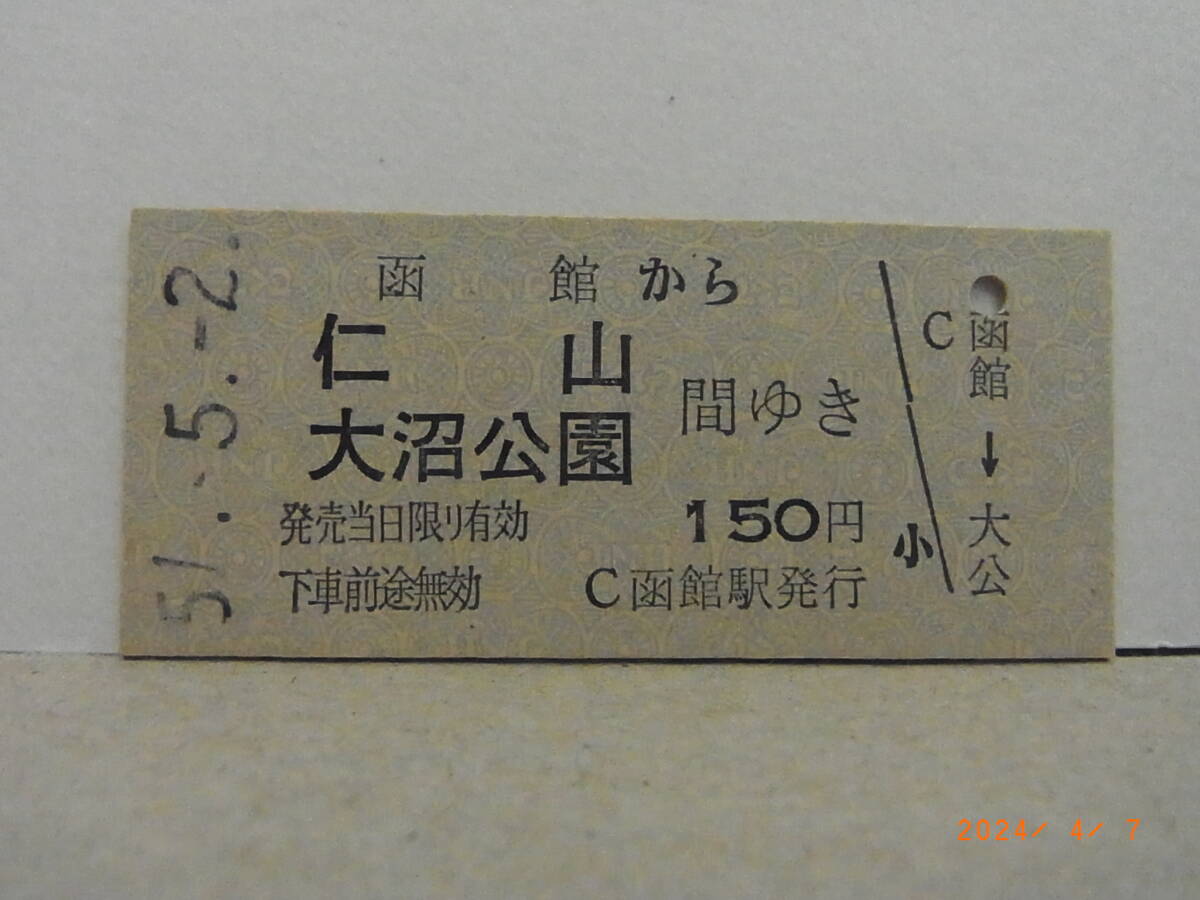 51.-5.-2.
函館から
仁山
大沼公園
間ゆき
発売当日限り有効
150円
下車前途無効
C函館駅発行
小
C
函館→大公
2024/ 4/ 7